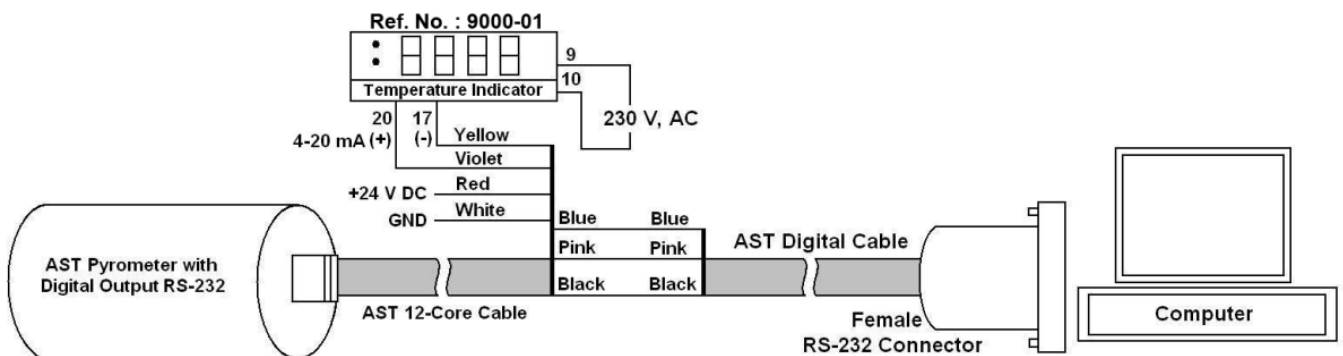 Ref. No. : 9000-01
9
10
Temperature Indicator
230 V, AC
20 17
4-20 mA (+) (-)
Yellow
Violet
+24 V DC Red
GND White
Blue Blue
Pink Pink
Black Black
AST Digital Cable
AST Pyrometer with
Digital Output RS-232
AST 12-Core Cable
Female
RS-232 Connector
Computer